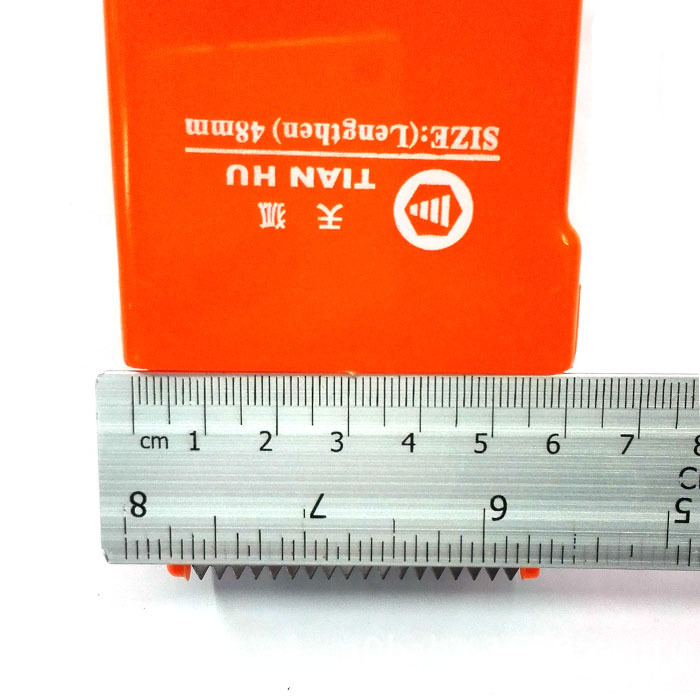 天狐
TIAN HU
SIZE:(Lengthen) 48mm
cm 1 2 3 4 5 6 7 8
5 6 7 8